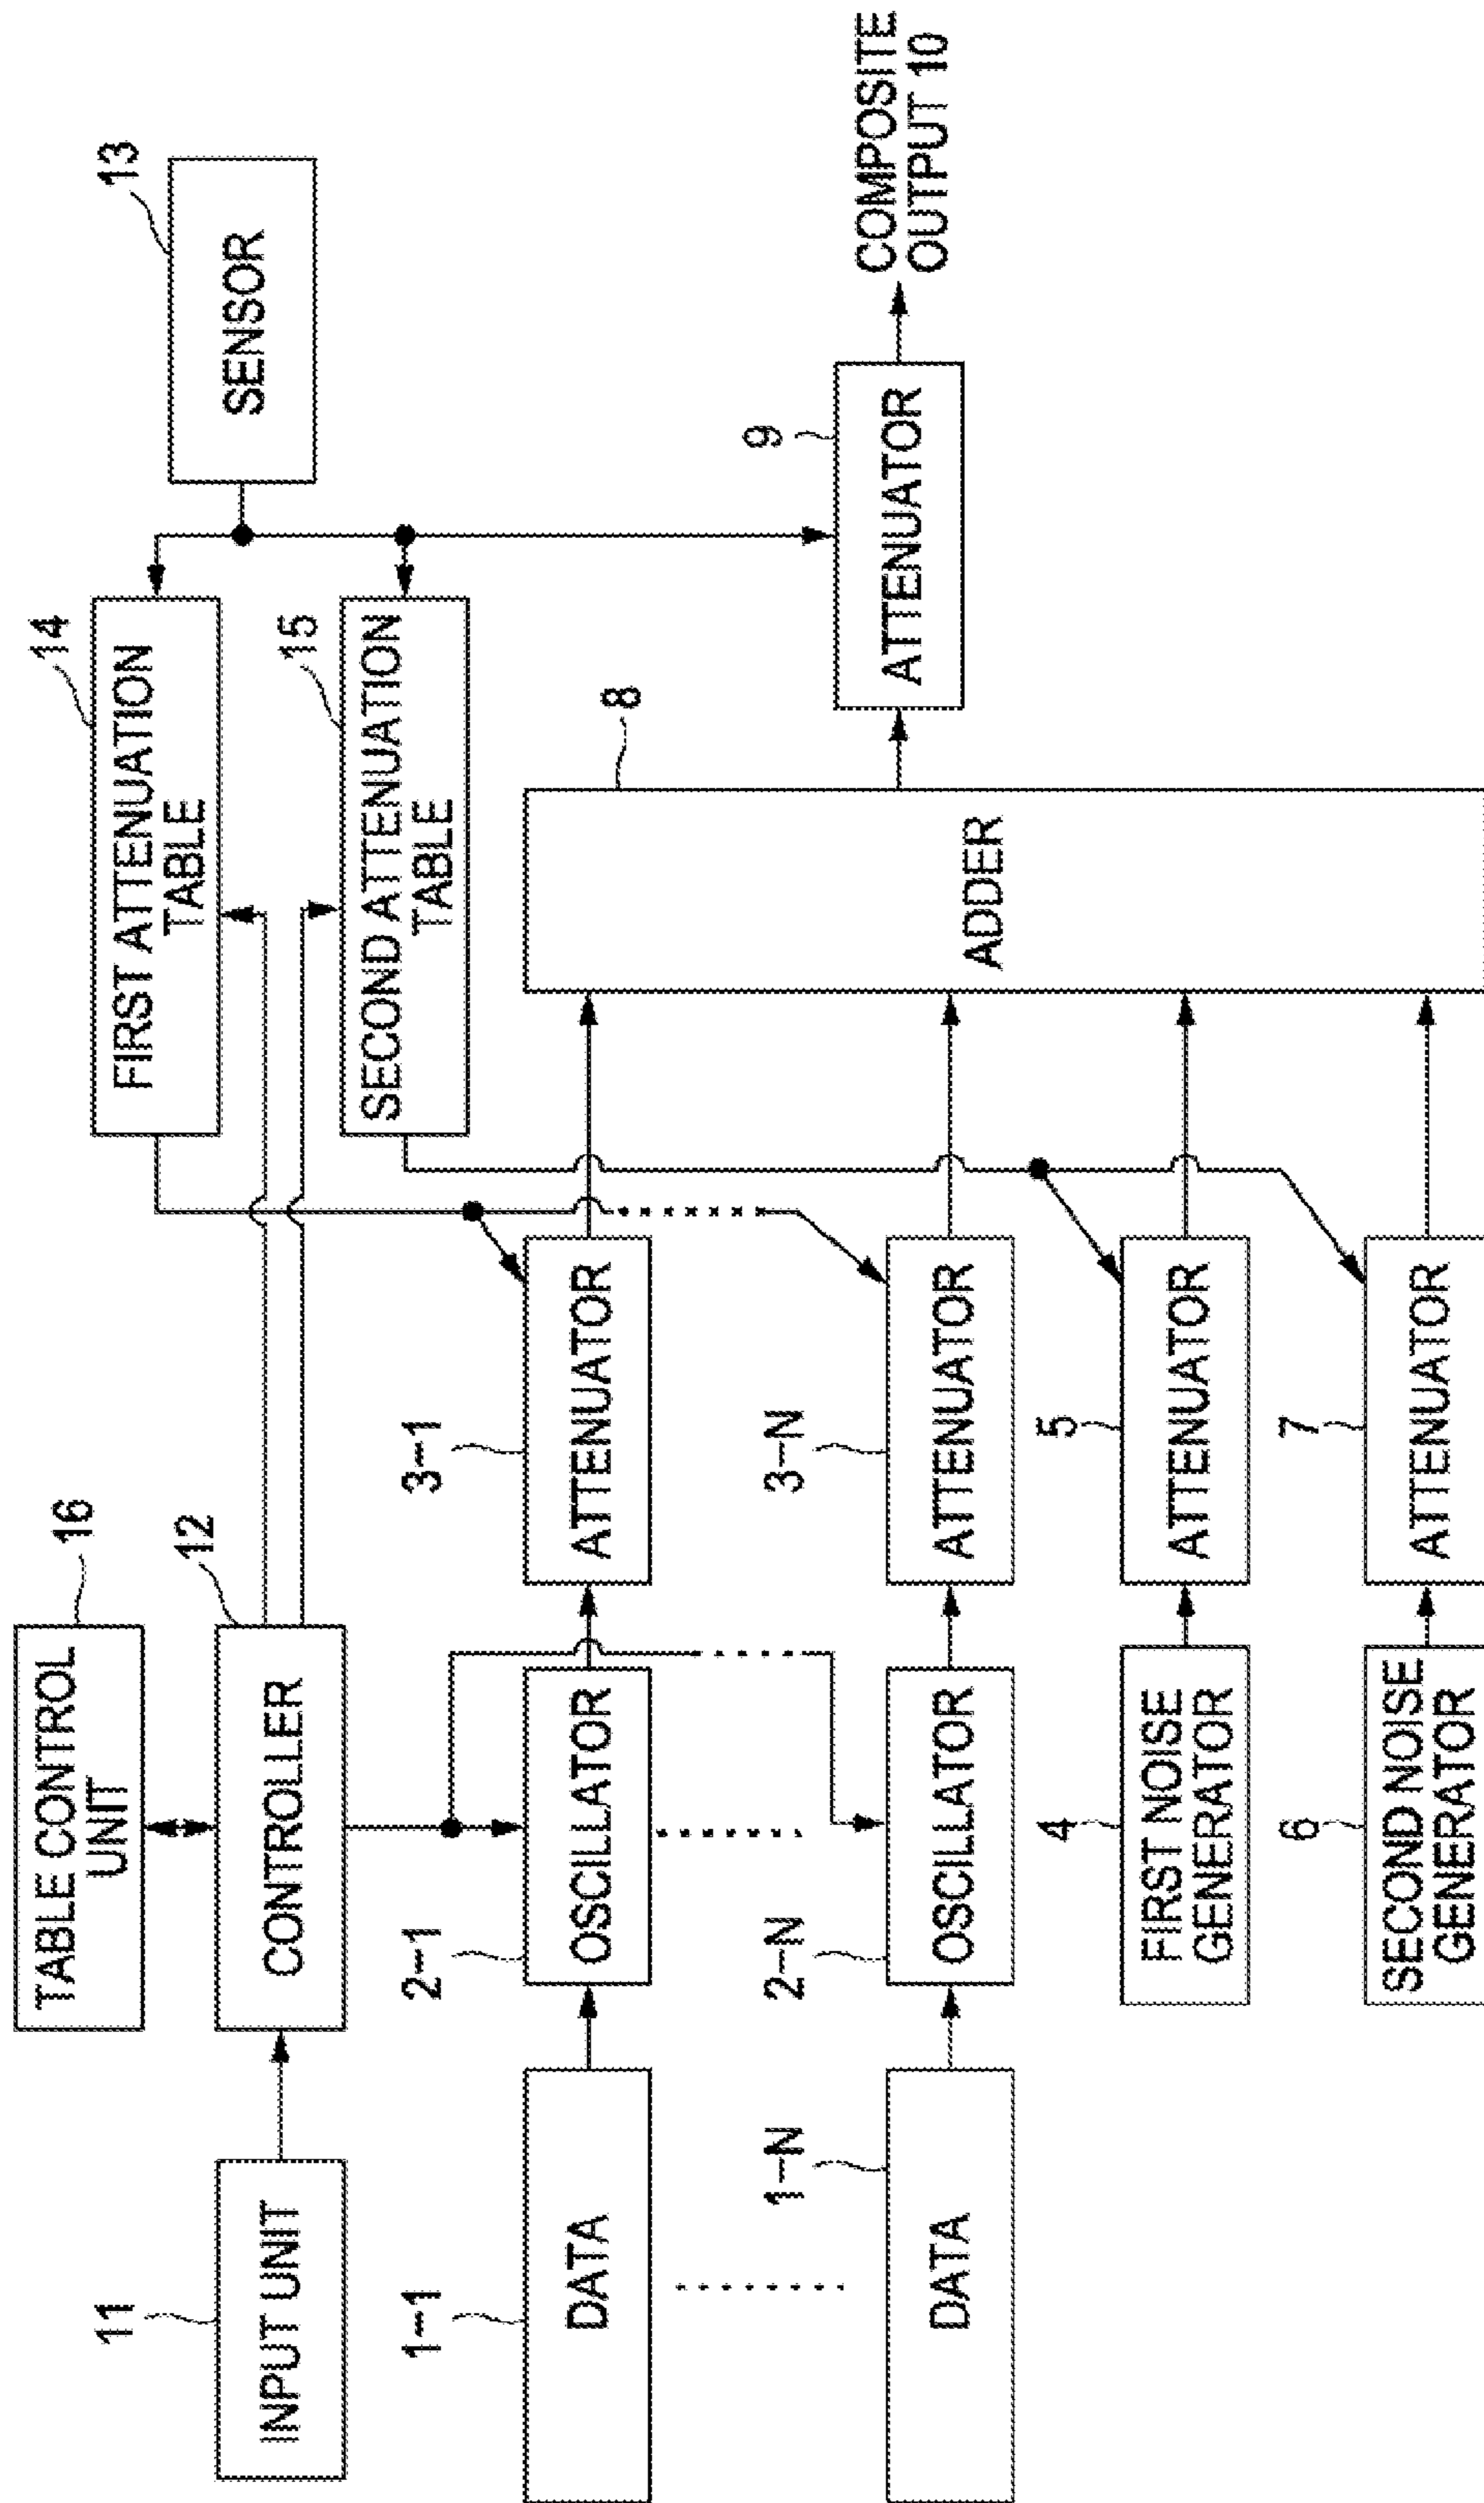 16
TABLE CONTROL
UNIT
14
FIRST ATTENUATION
TABLE
13
SENSOR
11
INPUT UNIT
12
CONTROLLER
15
SECOND ATTENUATION
TABLE
1-1
DATA
2-1
OSCILLATOR
3-1
ATTENUATOR
8
ADDER
9
ATTENUATOR
COMPOSITE
OUTPUT 10
1-N
DATA
2-N
OSCILLATOR
3-N
ATTENUATOR
4
FIRST NOISE
GENERATOR
5
ATTENUATOR
6
SECOND NOISE
GENERATOR
7
ATTENUATOR